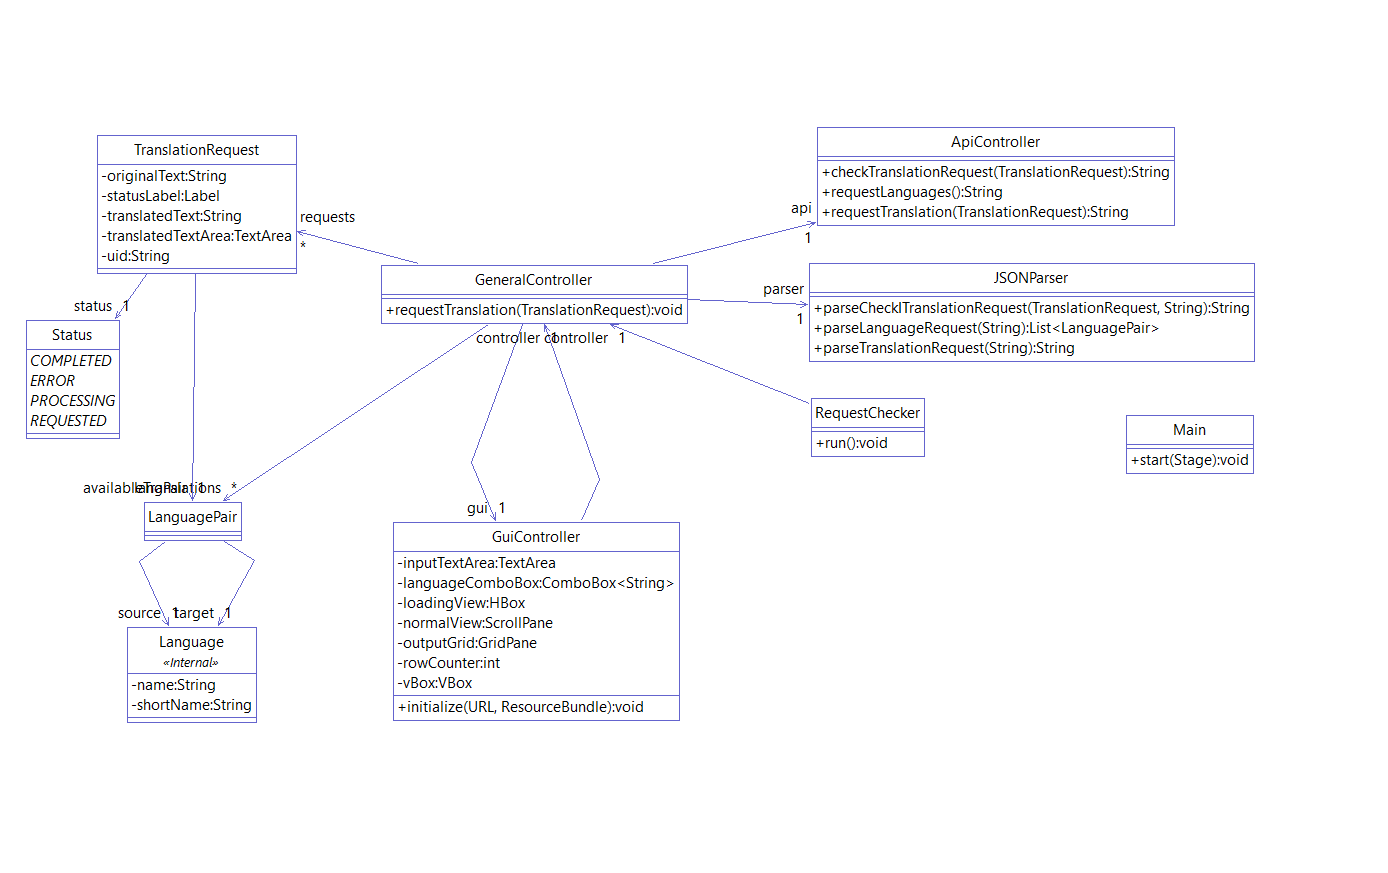 TranslationRequest
-originalText:String
-statusLabel:Label
-translatedText:String
-translatedTextArea:TextArea
-uid:String
requests
*
ApiController
+checkTranslationRequest(TranslationRequest):String
+requestLanguages():String
+requestTranslation(TranslationRequest):String
api
1
GeneralController
+requestTranslation(TranslationRequest):void
parser
1
JSONParser
+parseCheckITranslationRequest(TranslationRequest, String):String
+parseLanguageRequest(String):List<LanguagePair>
+parseTranslationRequest(String):String
status 1
Status
COMPLETED
ERROR
PROCESSING
REQUESTED
controller 1
controller 1
RequestChecker
+run():void
Main
+start(Stage):void
availableTranslations *
langPair 1
LanguagePair
gui 1
GuiController
-inputTextArea:TextArea
-languageComboBox:ComboBox<String>
-loadingView:HBox
-normalView:ScrollPane
-outputGrid:GridPane
-rowCounter:int
-vBox:VBox
+initialize(URL, ResourceBundle):void
source 1
target 1
Language
«Internal»
-name:String
-shortName:String